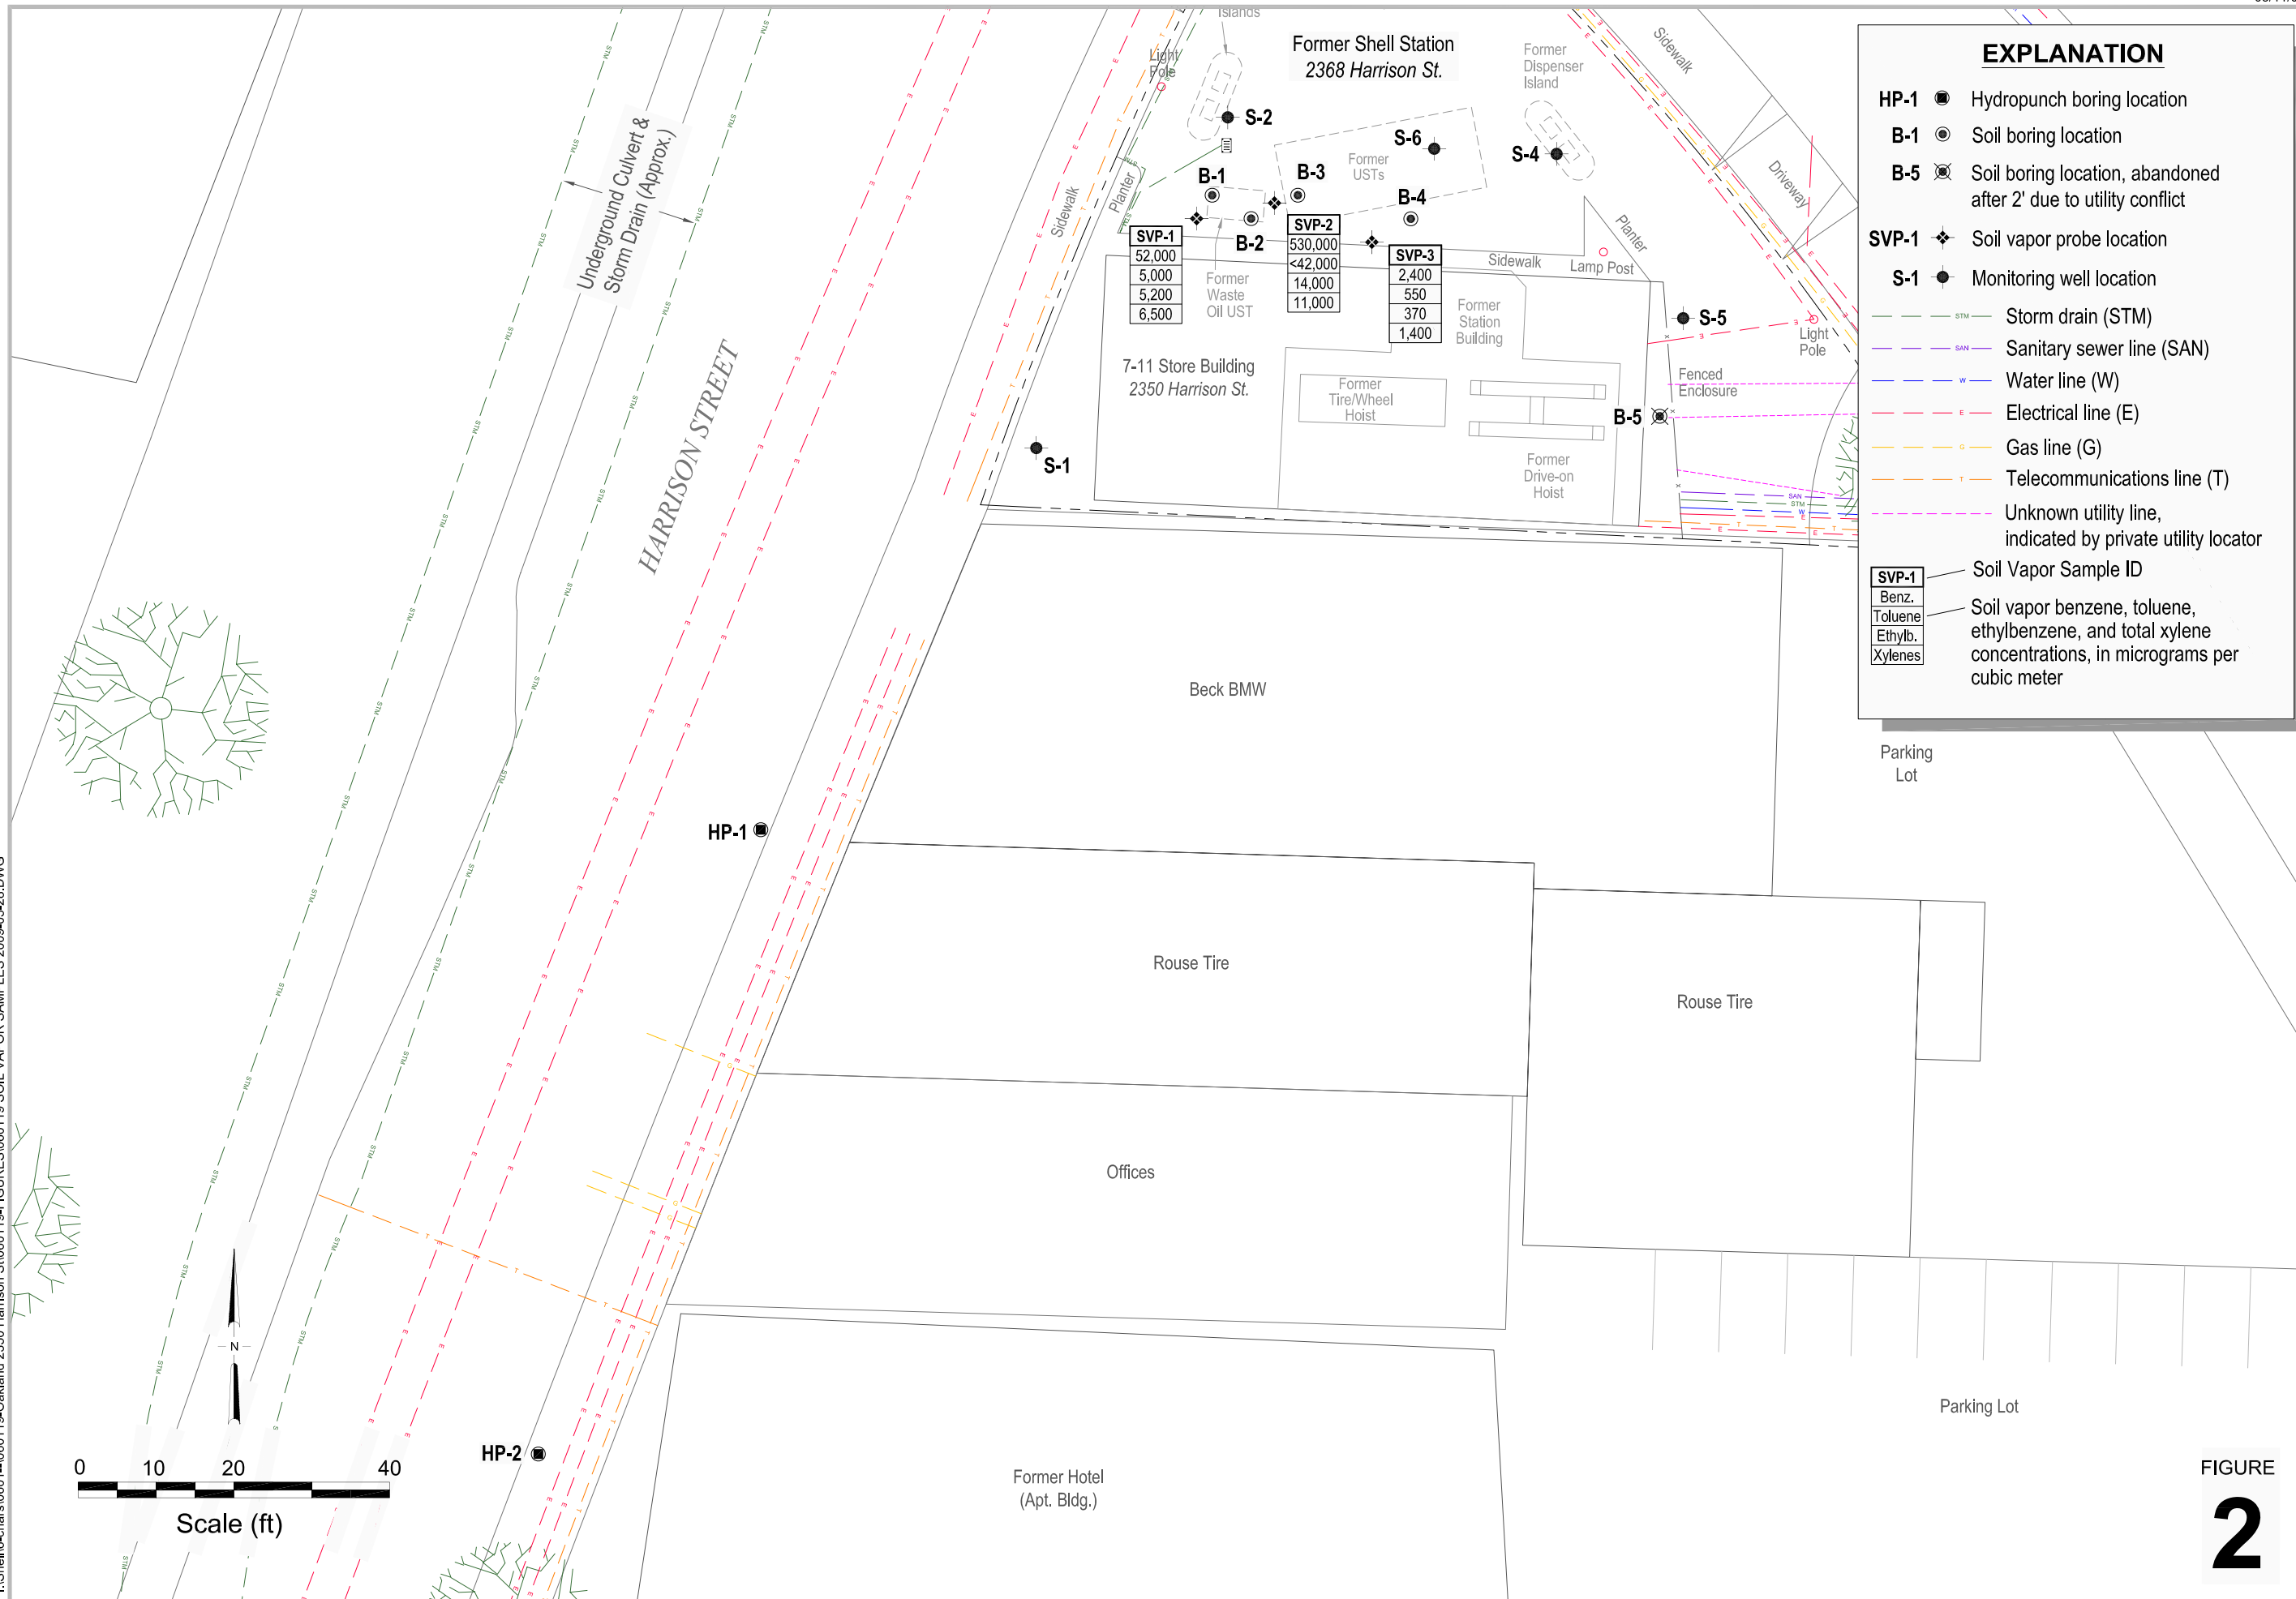 Islands
Former Shell Station
2368 Harrison St.
Former
Dispenser
Island
Light
Pole
Sidewalk
Driveway
Underground Culvert &
Storm Drain (Approx.)
Sidewalk
Planter
S-2
S-6
S-4
Former
USTs
B-1
B-3
B-4
B-2
Planter
Sidewalk
Lamp Post
SVP-1
52,000
5,000
5,200
6,500
SVP-2
530,000
<42,000
14,000
11,000
SVP-3
2,400
550
370
1,400
Former
Waste
Oil UST
Former
Station
Building
S-5
Light
Pole
Fenced
Enclosure
7-11 Store Building
2350 Harrison St.
Former
Tire/Wheel
Hoist
Former
Drive-on
Hoist
B-5
S-1
HARRISON STREET
Beck BMW
HP-1
Rouse Tire
Rouse Tire
Offices
Former Hotel
(Apt. Bldg.)
HP-2
Parking
Lot
Parking Lot
EXPLANATION
HP-1 Hydropunch boring location
B-1 Soil boring location
B-5 Soil boring location, abandoned
after 2' due to utility conflict
SVP-1 Soil vapor probe location
S-1 Monitoring well location
STM Storm drain (STM)
SAN Sanitary sewer line (SAN)
W Water line (W)
E Electrical line (E)
G Gas line (G)
T Telecommunications line (T)
Unknown utility line,
indicated by private utility locator
SVP-1 Soil Vapor Sample ID
Benz.
Toluene
Ethylb.
Xylenes
Soil vapor benzene, toluene,
ethylbenzene, and total xylene
concentrations, in micrograms per
cubic meter
N
0 10 20 40
Scale (ft)
FIGURE
2